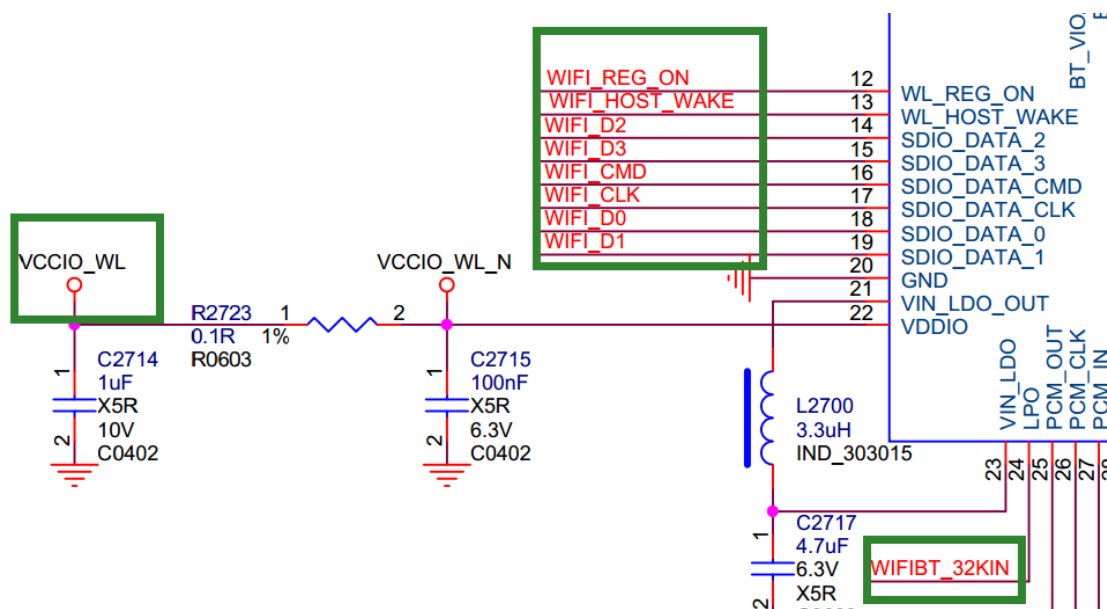 WIFI_REG_ON
WIFI_HOST_WAKE
WIFI_D2
WIFI_D3
WIFI_CMD
WIFI_CLK
WIFI_D0
WIFI_D1
12
13
14
15
16
17
18
19
20
21
22
WL_REG_ON
WL_HOST_WAKE
SDIO_DATA_2
SDIO_DATA_3
SDIO_DATA_CMD
SDIO_DATA_CLK
SDIO_DATA_0
SDIO_DATA_1
GND
VIN_LDO_OUT
VDDIO
BT_VIO
VCCIO_WL
VCCIO_WL_N
R2723 1 2
0.1R 1%
R0603
1
2
C2714
1uF
X5R
10V
C0402
1
2
C2715
100nF
X5R
6.3V
C0402
L2700
3.3uH
IND_303015
VIN_LDO
LPO
PCM_OUT
PCM_CLK
PCM_IN
23
24
25
26
27
1
2
C2717
4.7uF
6.3V
X5R
WIFIBT_32KIN